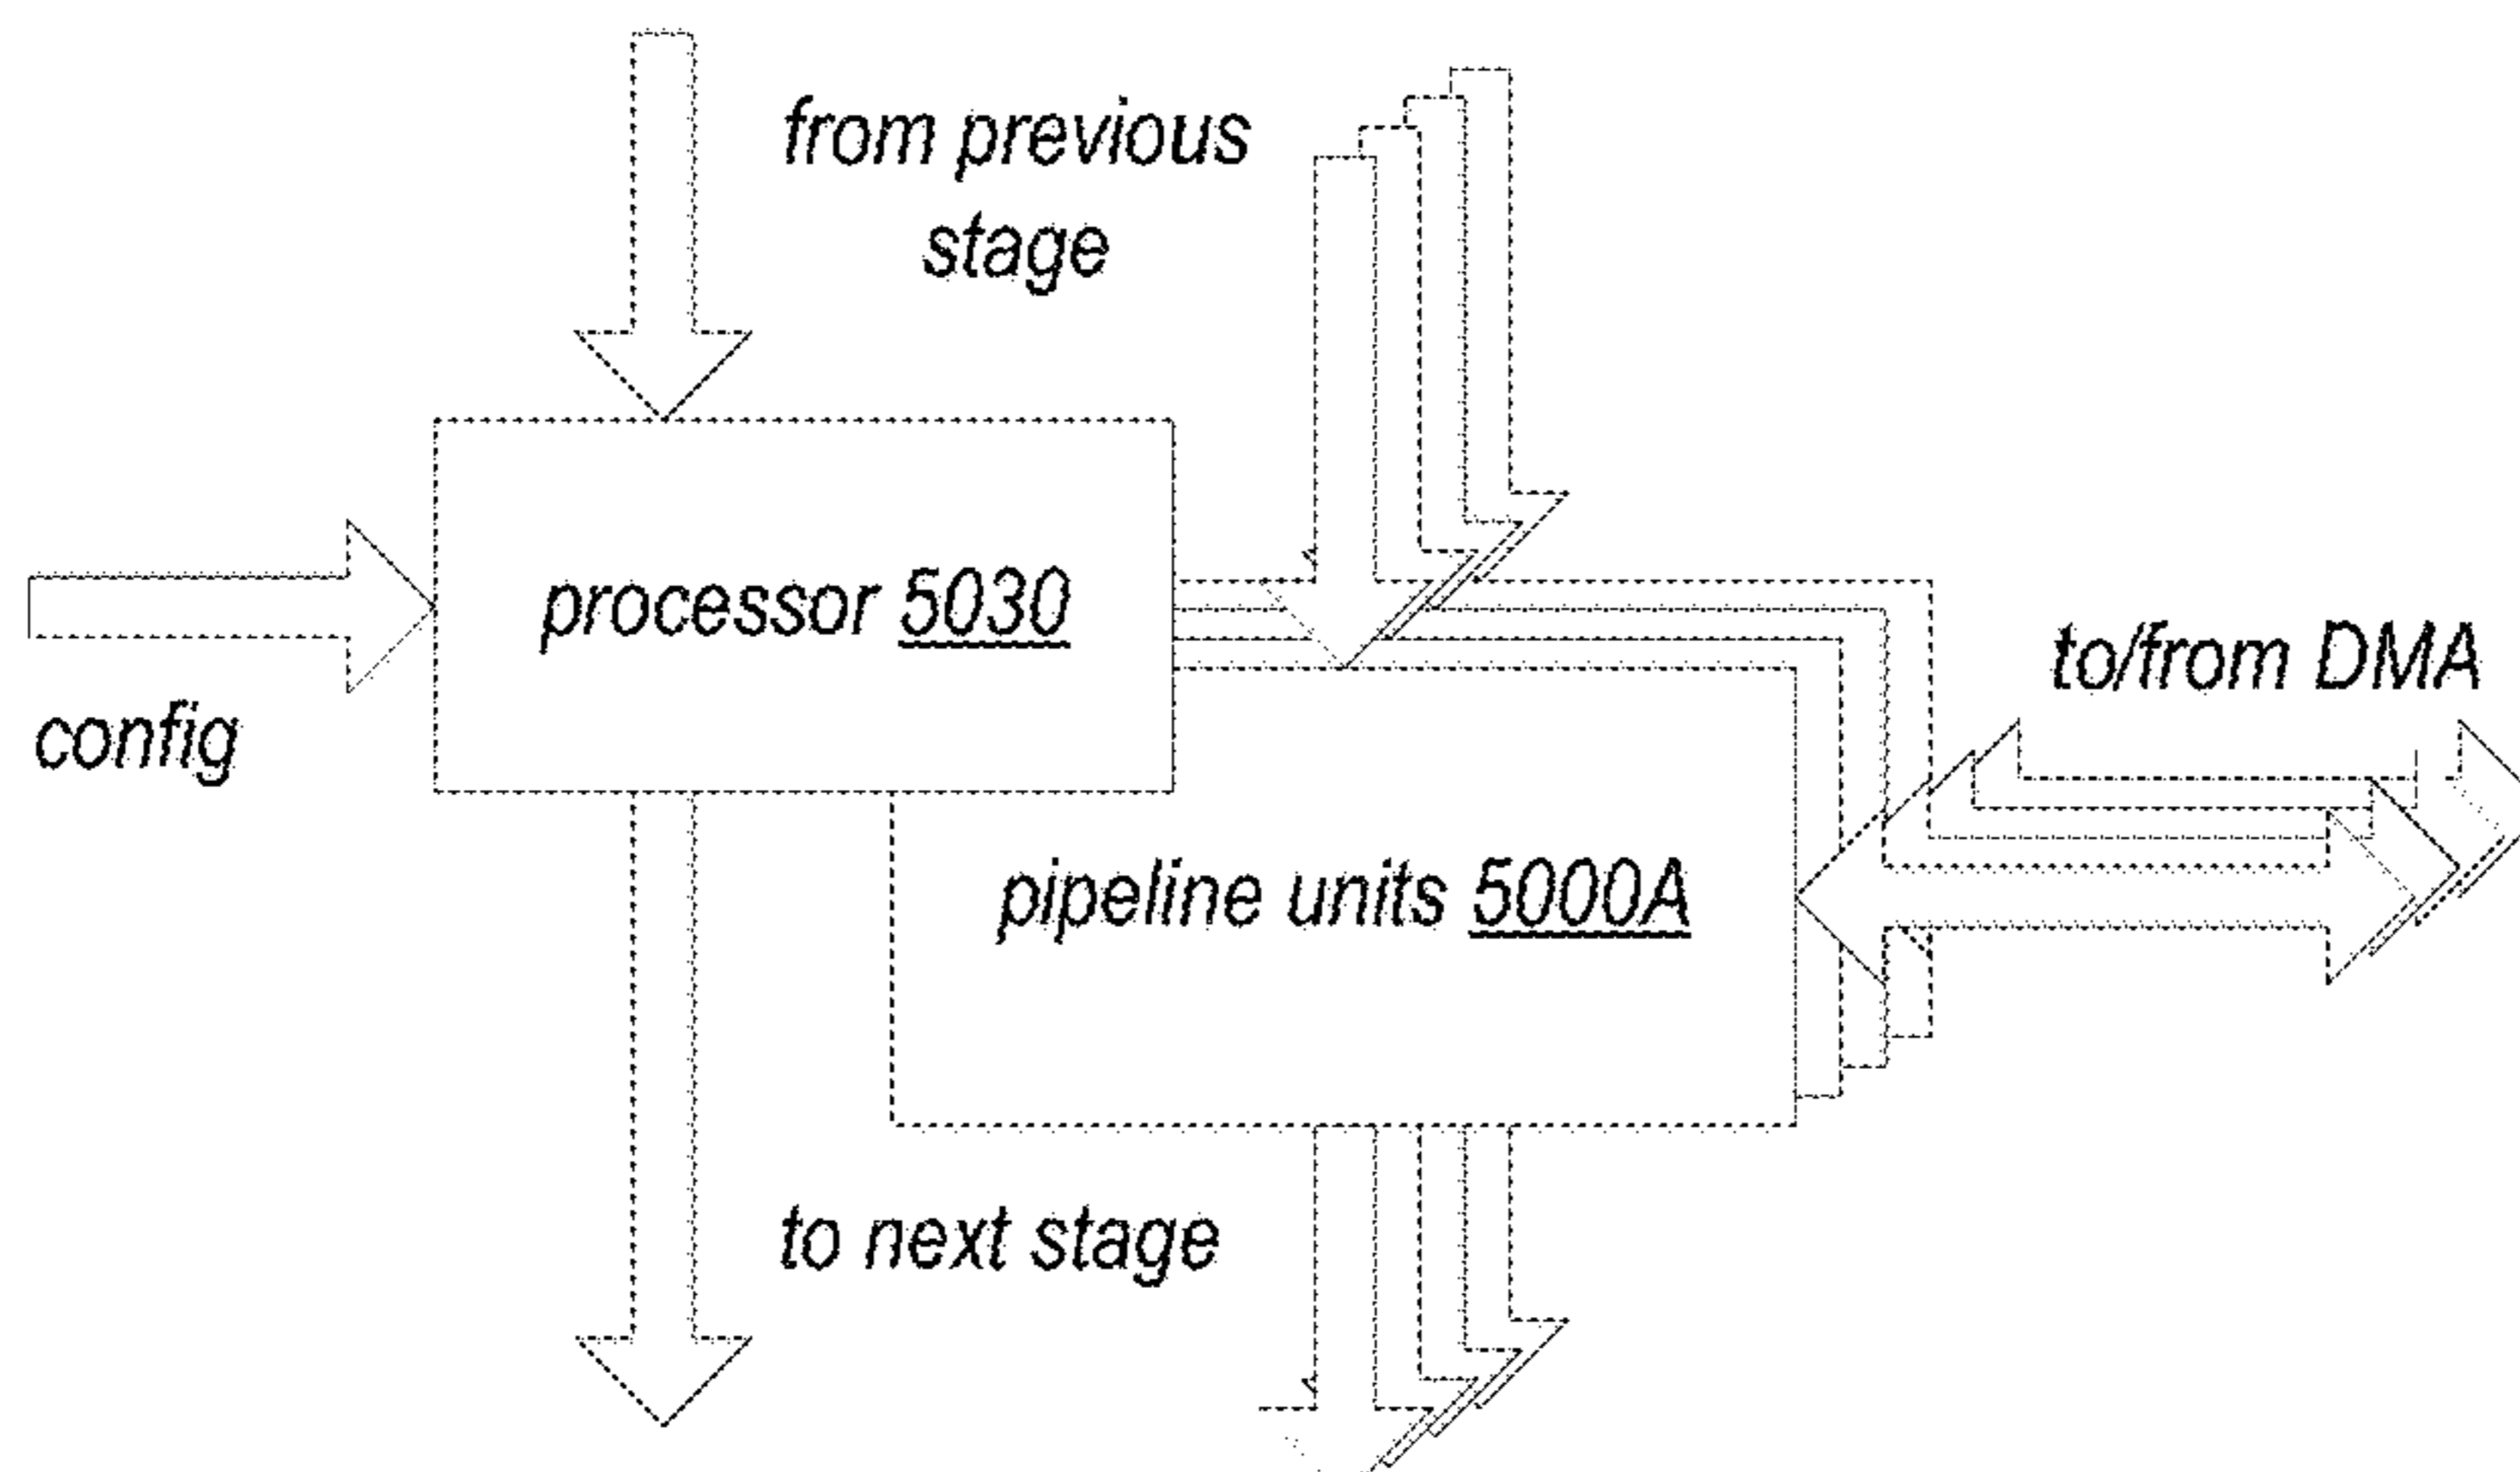 from previous
stage
processor 5030
config
to/from DMA
pipeline units 5000A
to next stage